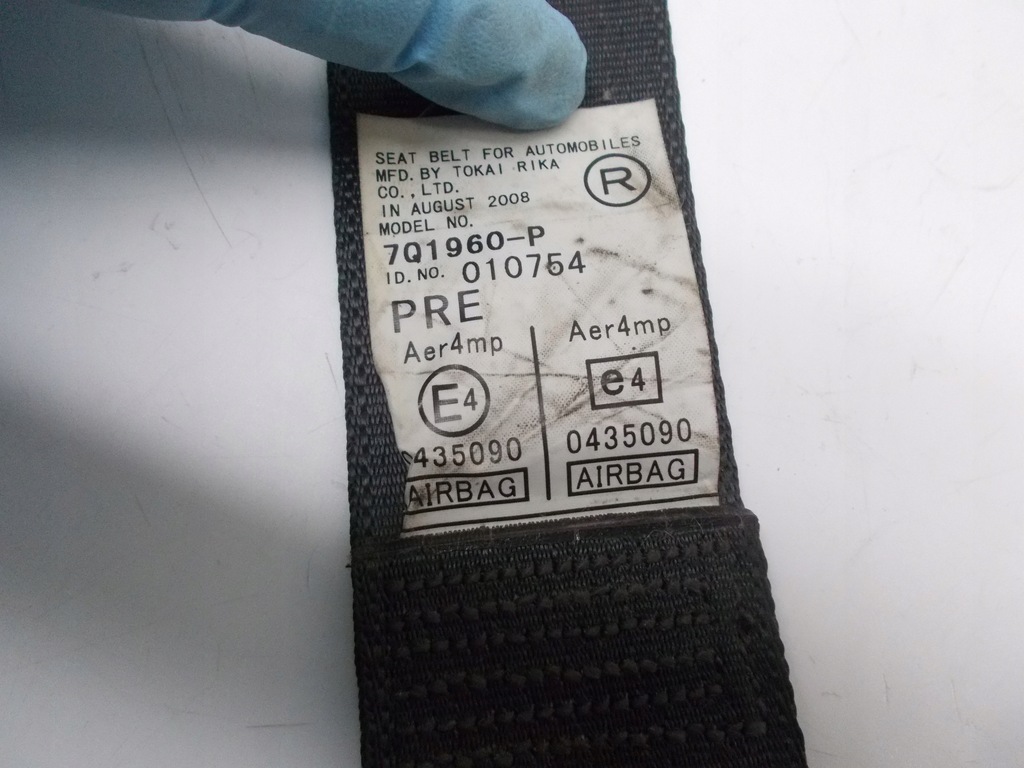 SEAT BELT FOR AUTOMOBILES
MFD. BY TOKAI RIKA
CO., LTD.
R
IN AUGUST 2008
MODEL NO.
7Q1960-P
ID. NO. 010754
PRE
Aer4mp Aer4mp
E4 e4
435090 0435090
AIRBAG AIRBAG